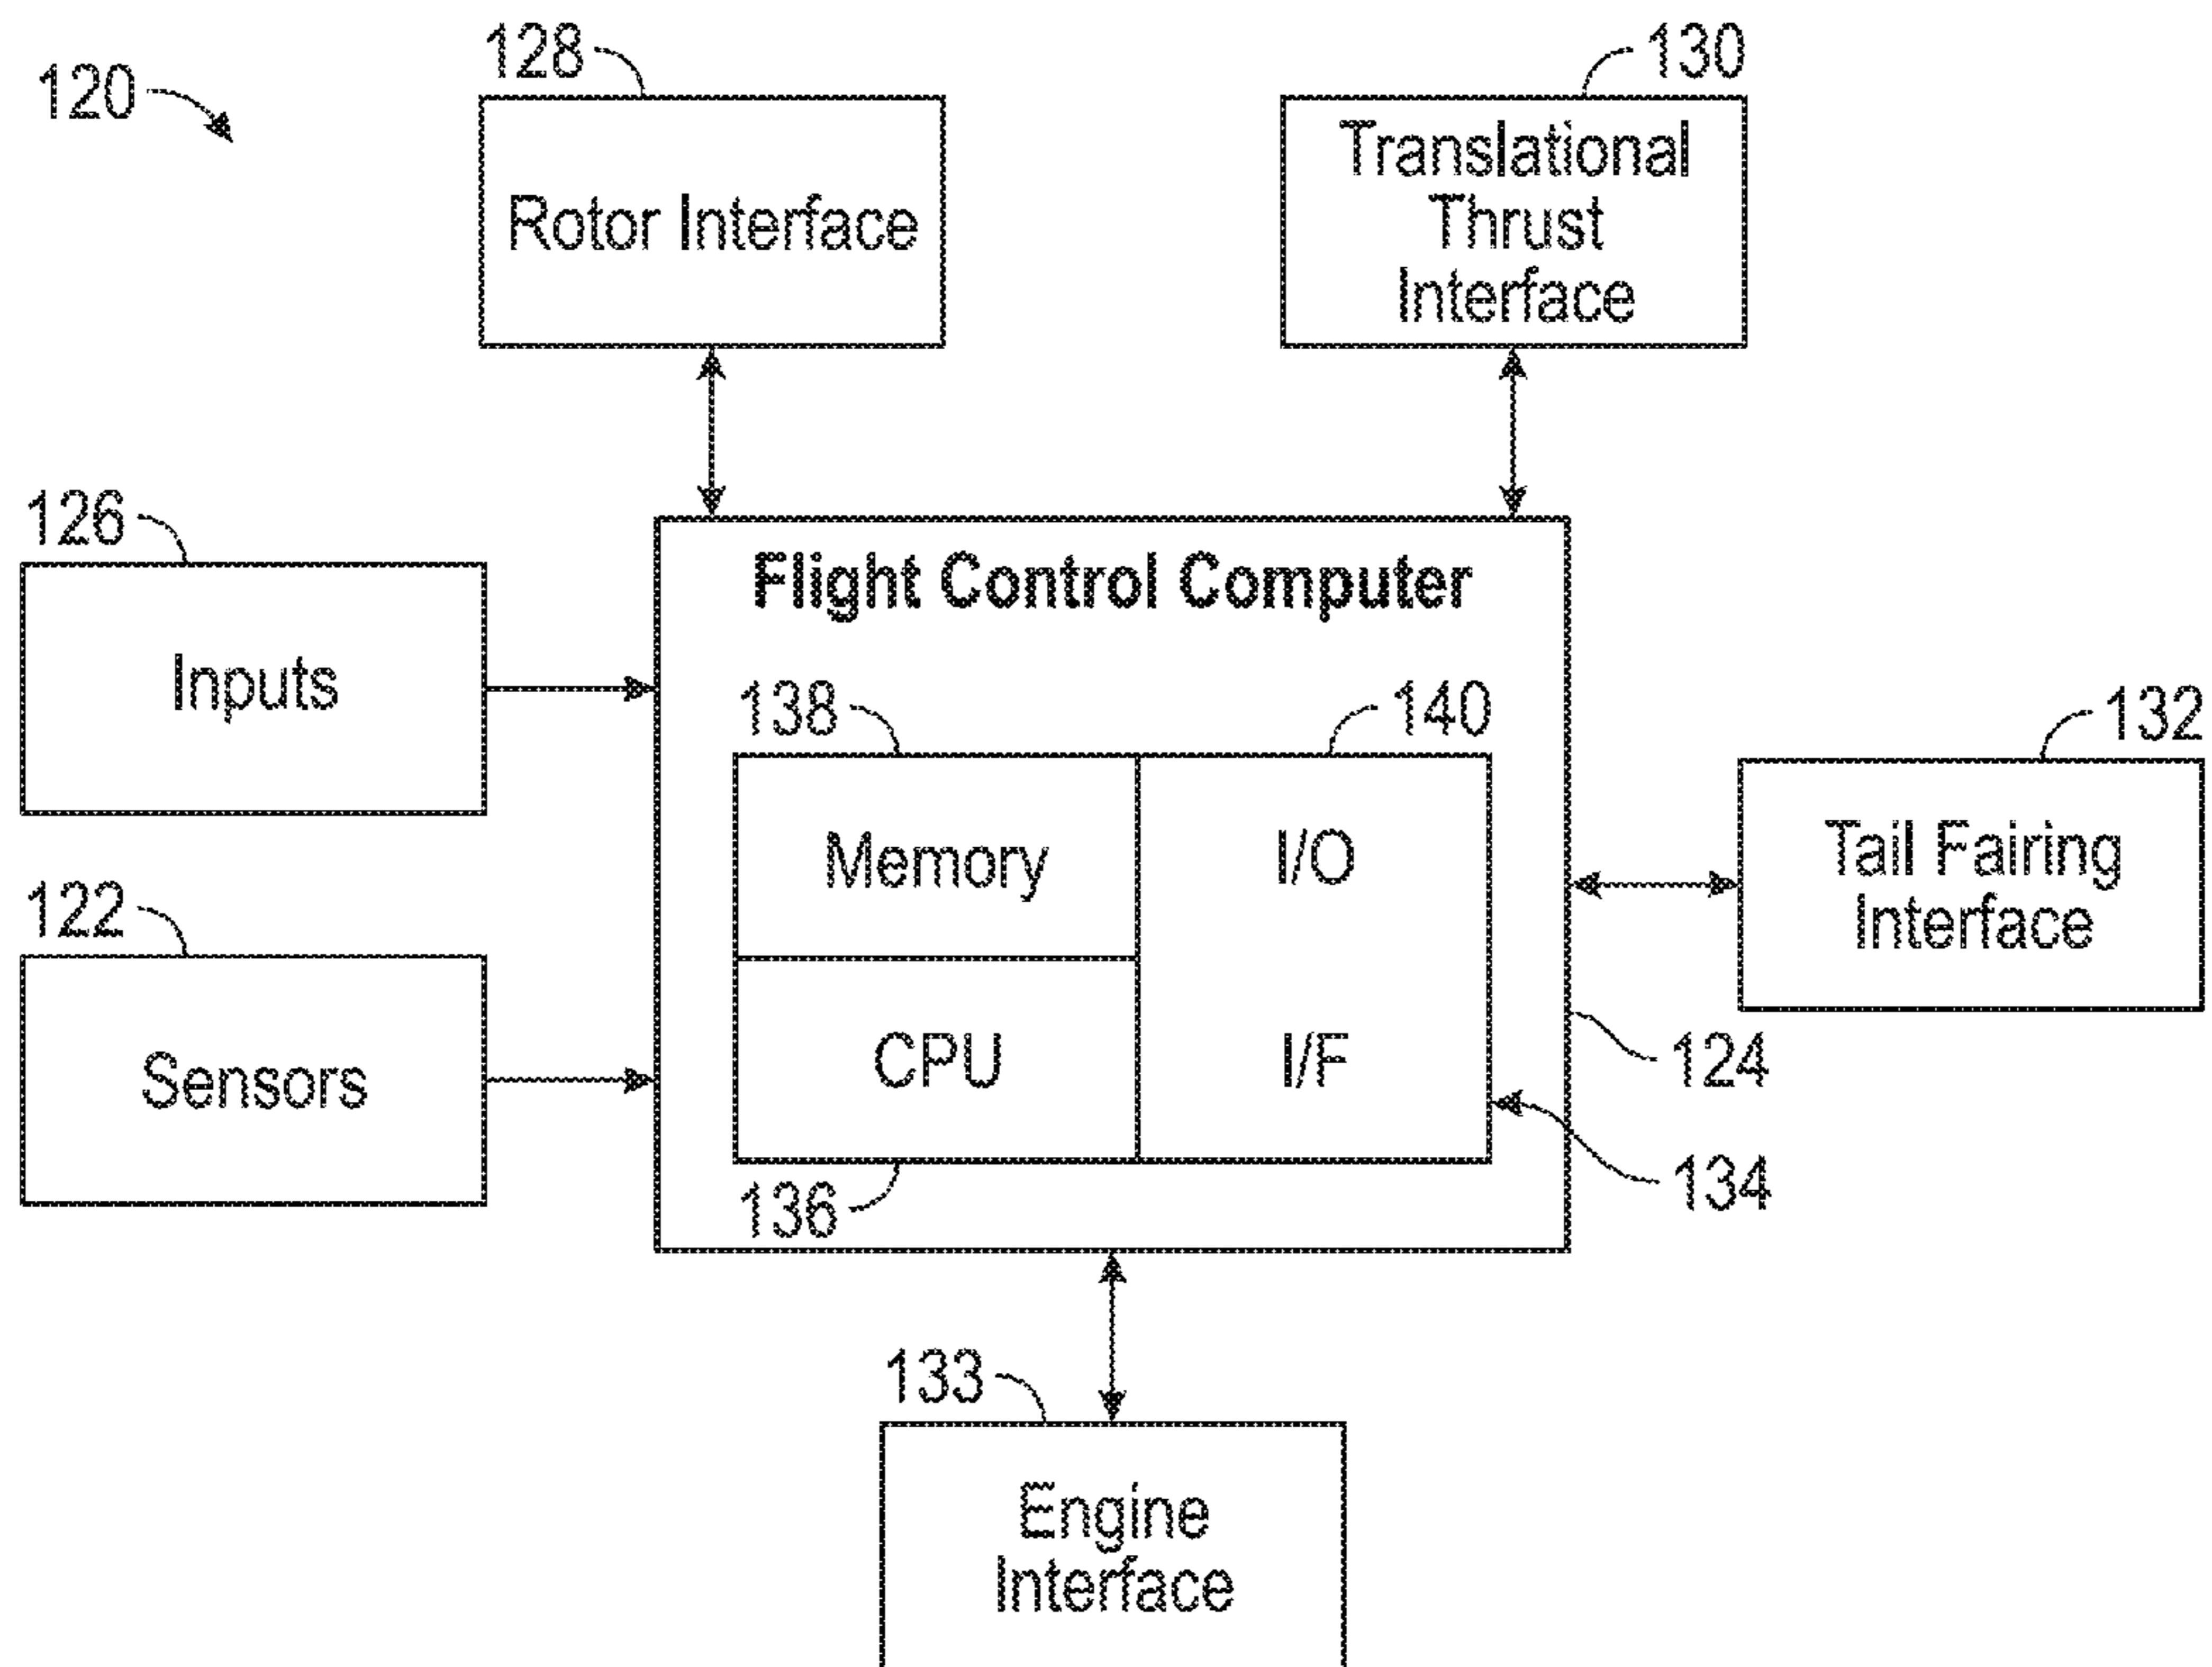 128
130
120
Rotor Interface
Translational
Thrust
Interface
126
Flight Control Computer
Inputs
138
140
132
Memory
I/O
Tail Fairing
Interface
122
Sensors
CPU
I/F
124
134
136
133
Engine
Interface